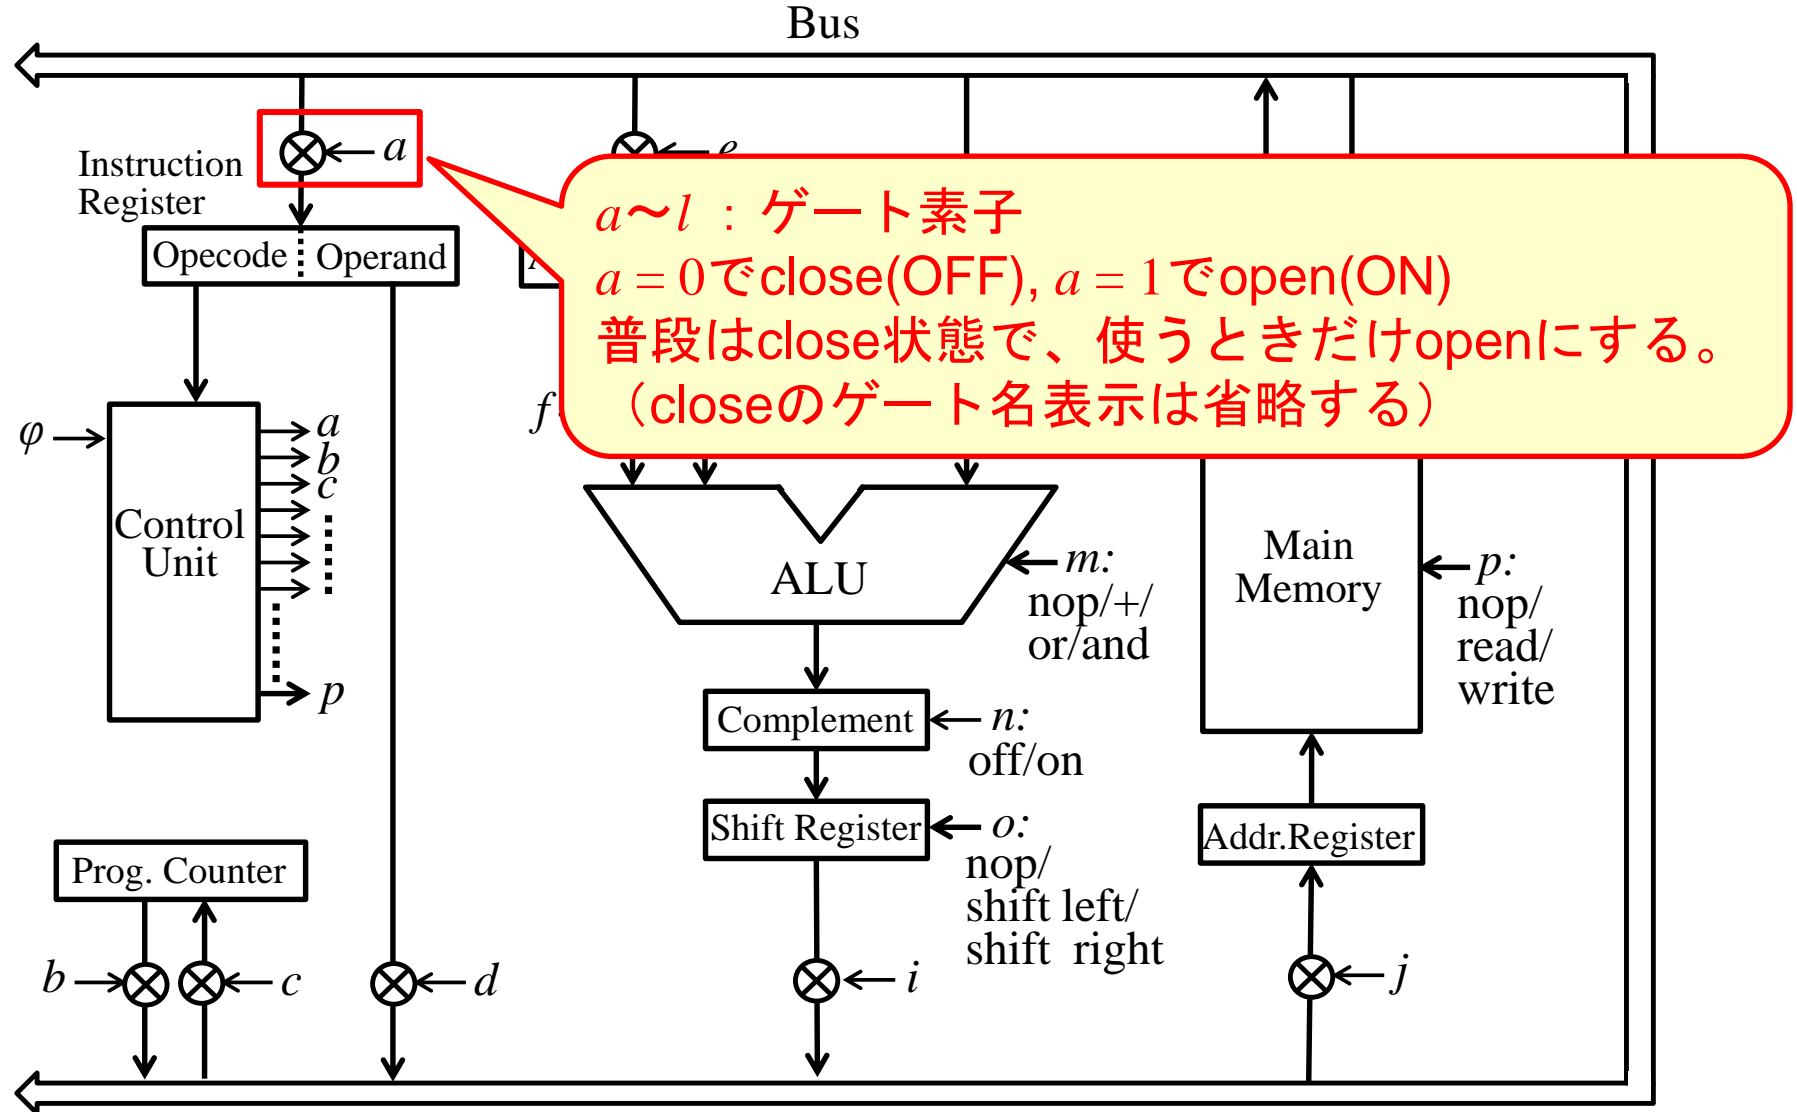 Bus
a
e
Instruction
Register
a〜l : ゲート素子
a = 0でclose(OFF), a = 1でopen(ON)
普段はclose状態で、使うときだけopenにする。
（closeのゲート名表示は省略する）
Opecode Operand
A
f
φ
a
b
c
Control
Unit
p
ALU
m:
nop/+/
or/and
Main
Memory
p:
nop/
read/
write
Complement
n:
off/on
Shift Register
o:
nop/
shift left/
shift right
Addr.Register
Prog. Counter
b
c
d
i
j